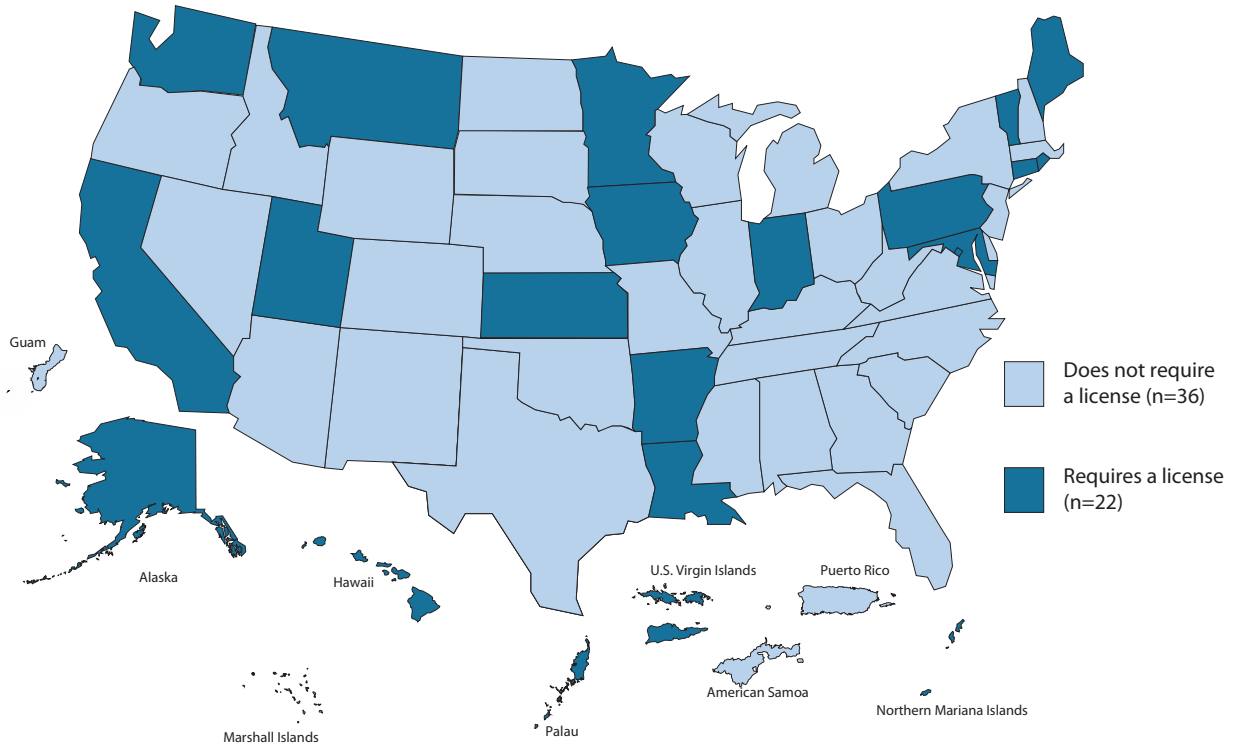 Guam
Does not require
a license (n=36)
Requires a license
(n=22)
Alaska
Hawaii
U.S. Virgin Islands
Puerto Rico
American Samoa
Northern Mariana Islands
Palau
Marshall Islands